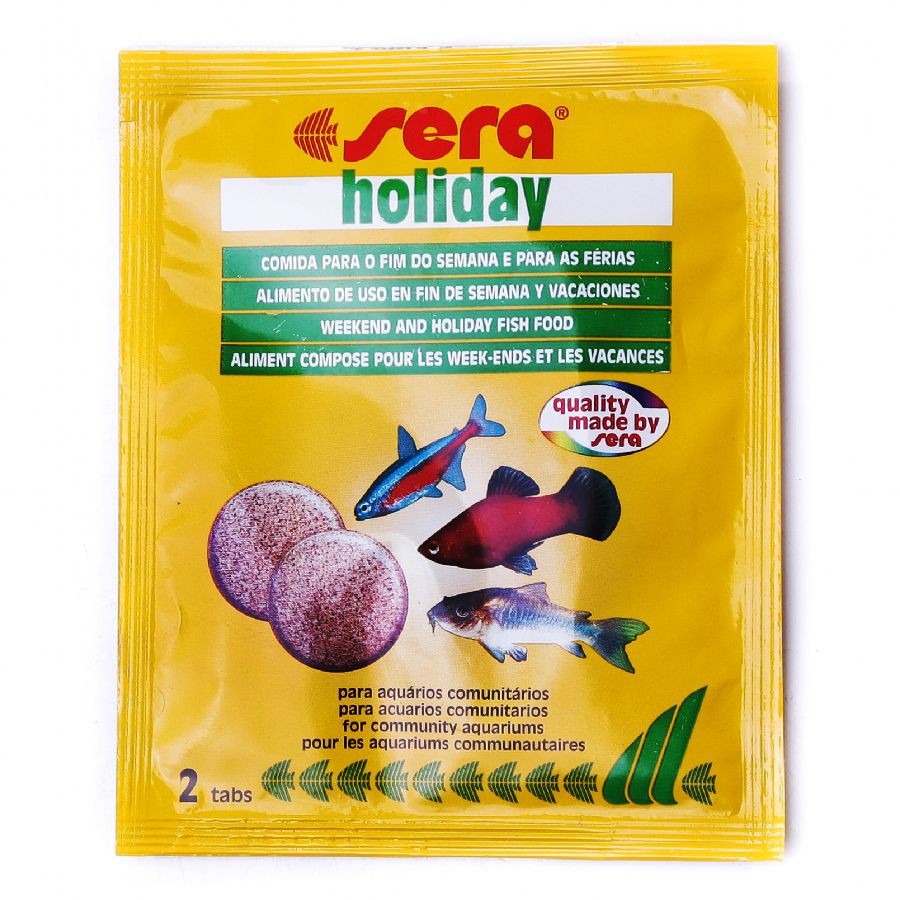 sera®
holiday
COMIDA PARA O FIM DO SEMANA E PARA AS FÉRIAS
ALIMENTO DE USO EN FIN DE SEMANA Y VACACIONES
WEEKEND AND HOLIDAY FISH FOOD
ALIMENT COMPOSE POUR LES WEEK-ENDS ET LES VACANCES
quality
made by
sera
para aquários comunitários
para acuarios comunitarios
for community aquariums
pour les aquariums communautaires
2 tabs